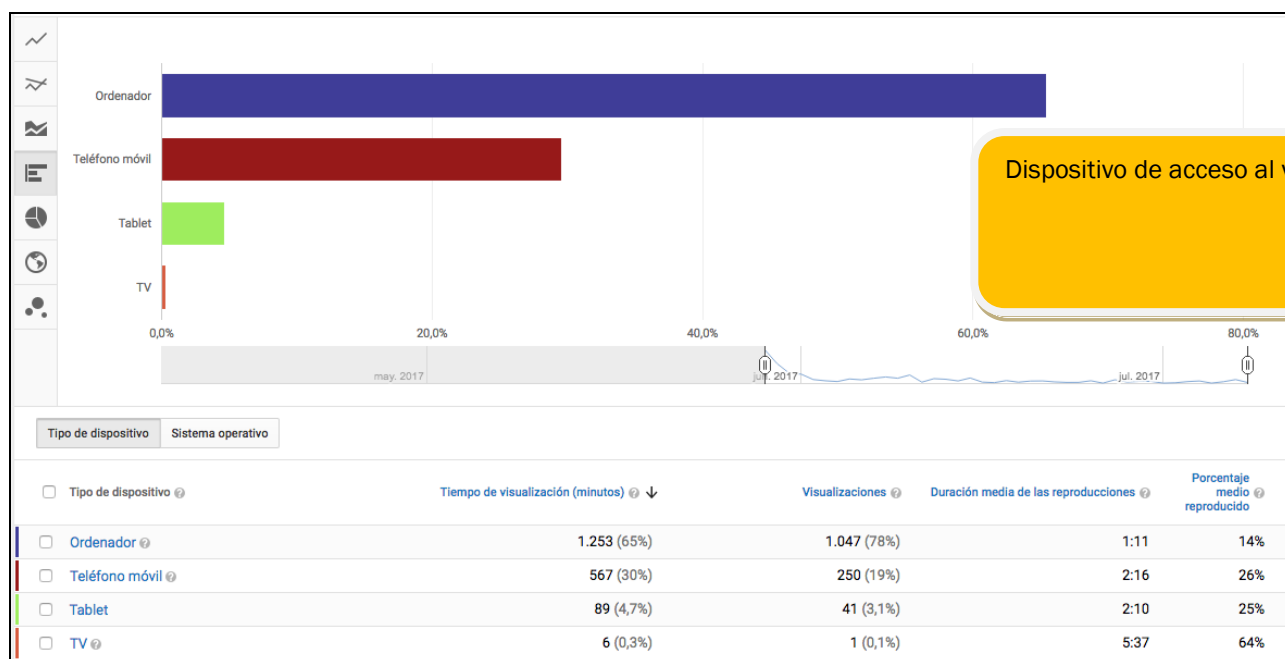 Ordenador
Teléfono móvil
Dispositivo de acceso al
Tablet
TV
0,0% 20,0% 40,0% 60,0% 80,0%
may. 2017 jun. 2017 jul. 2017
Tipo de dispositivo Sistema operativo
Tipo de dispositivo Tiempo de visualización (minutos) Visualizaciones Duración media de las reproducciones Porcentaje
medio
reproducido
Ordenador 1.253 (65%) 1.047 (78%) 1:11 14%
Teléfono móvil 567 (30%) 250 (19%) 2:16 26%
Tablet 89 (4,7%) 41 (3,1%) 2:10 25%
TV 6 (0,3%) 1 (0,1%) 5:37 64%